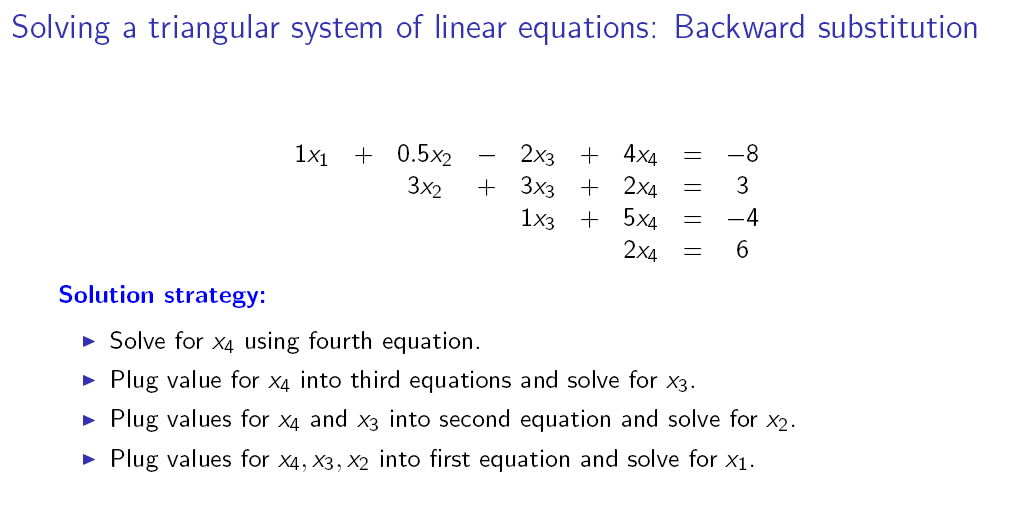 Solving a triangular system of linear equations: Backward substitution
1x₁ + 0.5x₂ − 2x₃ + 4x₄ = −8
3x₂ + 3x₃ + 2x₄ = 3
1x₃ + 5x₄ = −4
2x₄ = 6
Solution strategy:
▶ Solve for x₄ using fourth equation.
▶ Plug value for x₄ into third equations and solve for x₃.
▶ Plug values for x₄ and x₃ into second equation and solve for x₂.
▶ Plug values for x₄, x₃, x₂ into first equation and solve for x₁.